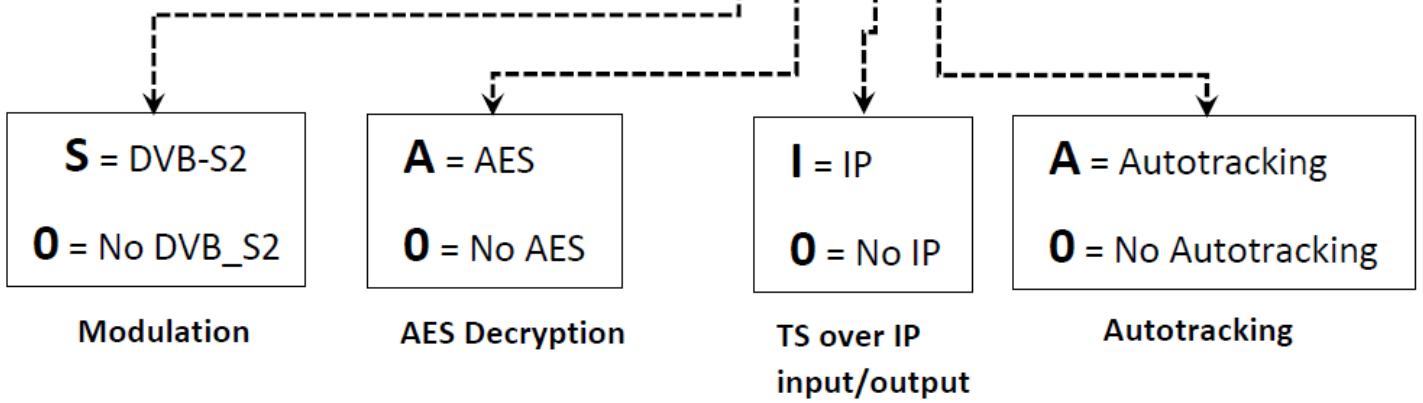 S = DVB-S2
0 = No DVB_S2
Modulation
A = AES
0 = No AES
AES Decryption
I = IP
0 = No IP
TS over IP
input/output
A = Autotracking
0 = No Autotracking
Autotracking